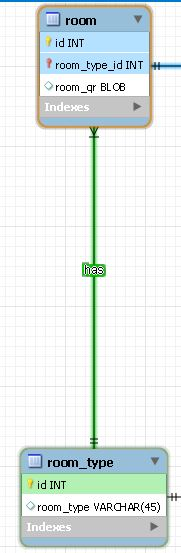 room
id INT
room_type_id INT
room_qr BLOB
Indexes
has
room_type
id INT
room_type VARCHAR(45)
Indexes